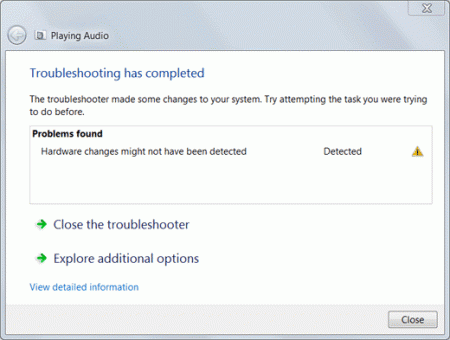 Playing Audio
Troubleshooting has completed
The troubleshooter made some changes to your system. Try attempting the task you were trying
to do before.
Problems found
Hardware changes might not have been detected Detected
Close the troubleshooter
Explore additional options
View detailed information
Close